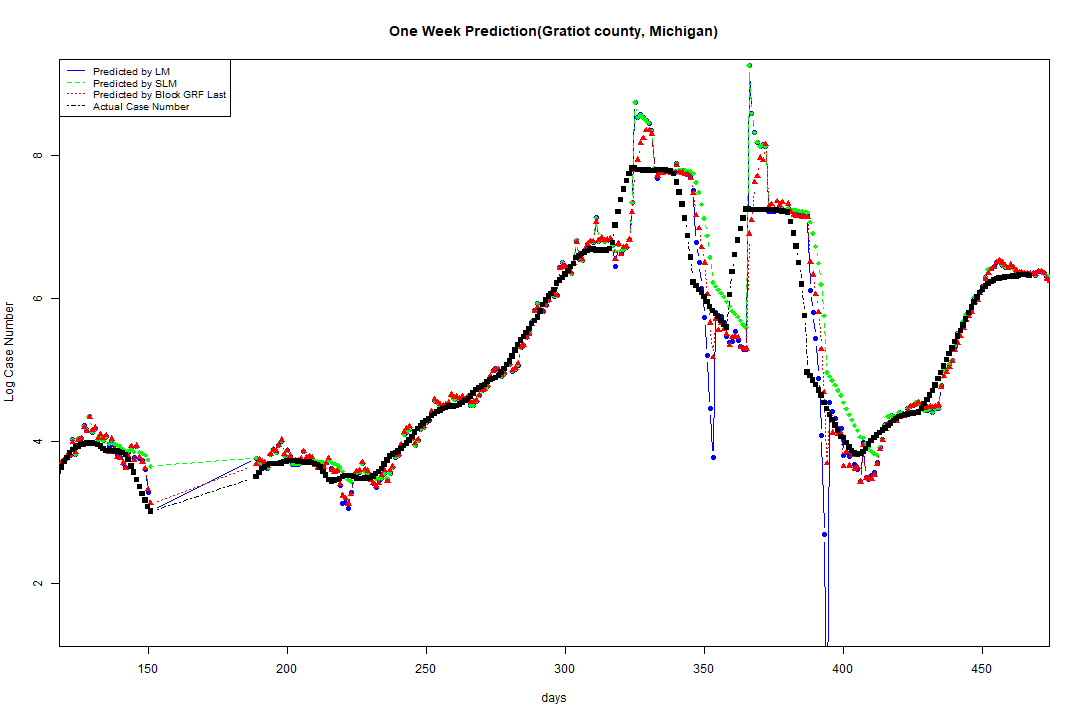 One Week Prediction(Gratiot county, Michigan)
Predicted by LM
Predicted by SLM
Predicted by Block GRF Last
Actual Case Number
Log Case Number
8
6
4
2
150 200 250 300 350 400 450
days